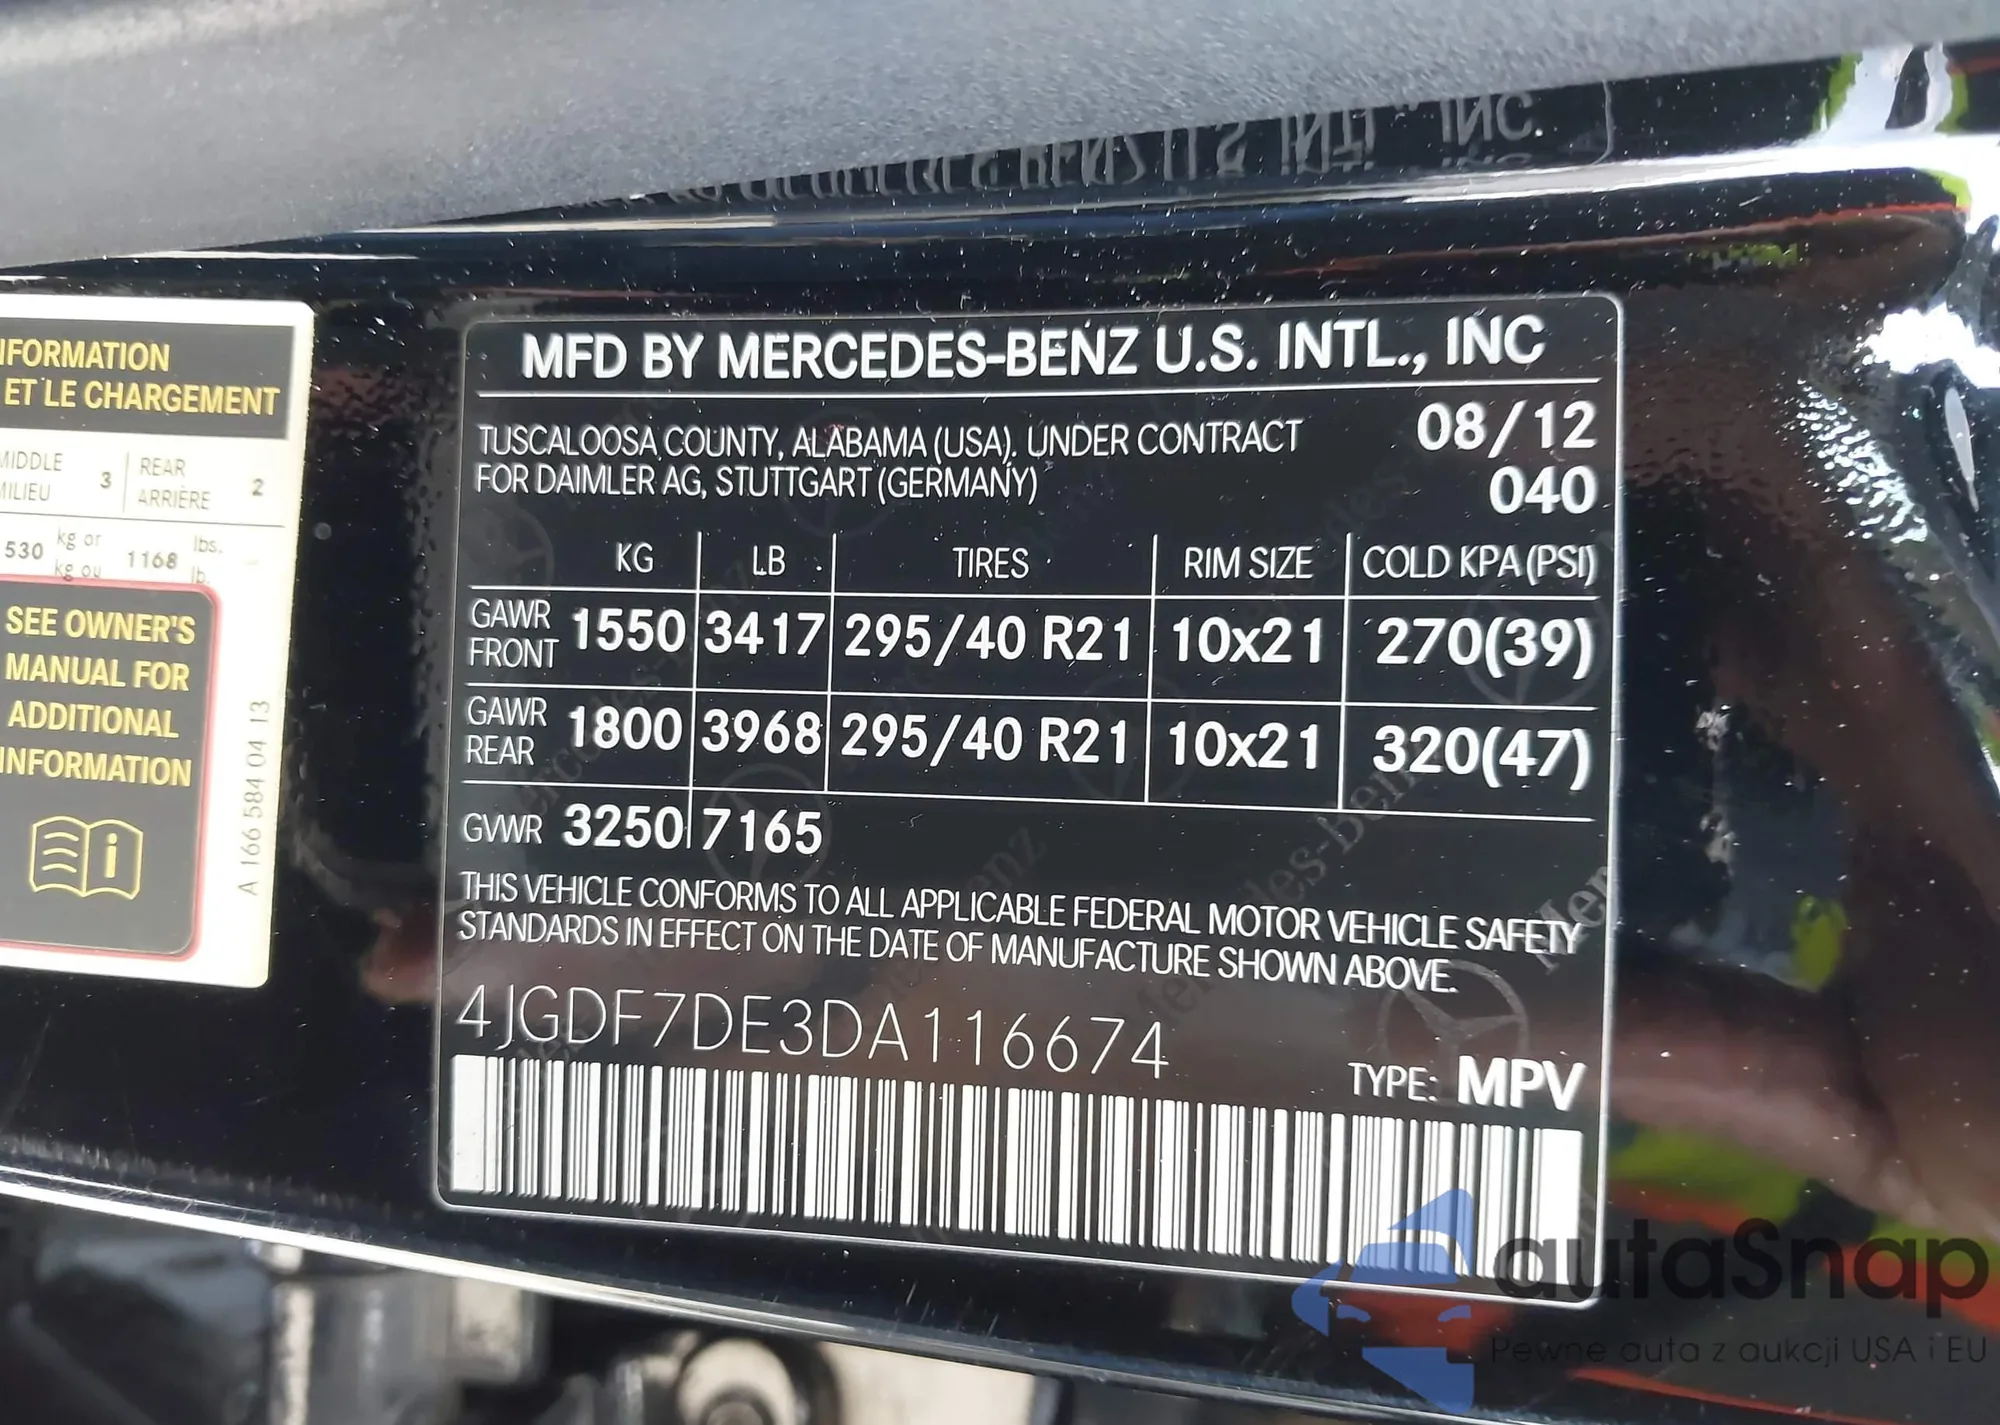 NFORMATION
ET LE CHARGEMENT
MIDDLE
MILIEU
3
REAR
ARRIÈRE
2
530 kg or
kg ou
1168 lbs.
lb.
SEE OWNER'S
MANUAL FOR
ADDITIONAL
INFORMATION
A 166 584 04 13
MFD BY MERCEDES-BENZ U.S. INTL., INC
TUSCALOOSA COUNTY, ALABAMA (USA). UNDER CONTRACT
FOR DAIMLER AG, STUTTGART (GERMANY)
08/12
040
KG LB TIRES RIM SIZE COLD KPA (PSI)
GAWR
FRONT
1550 3417 295/40 R21 10x21 270(39)
GAWR
REAR
1800 3968 295/40 R21 10x21 320(47)
GVWR 3250 7165
THIS VEHICLE CONFORMS TO ALL APPLICABLE FEDERAL MOTOR VEHICLE SAFETY
STANDARDS IN EFFECT ON THE DATE OF MANUFACTURE SHOWN ABOVE.
4JGDF7DE3DA116674
TYPE: MPV
autaSnap
Pewne auta z aukcji USA i EU